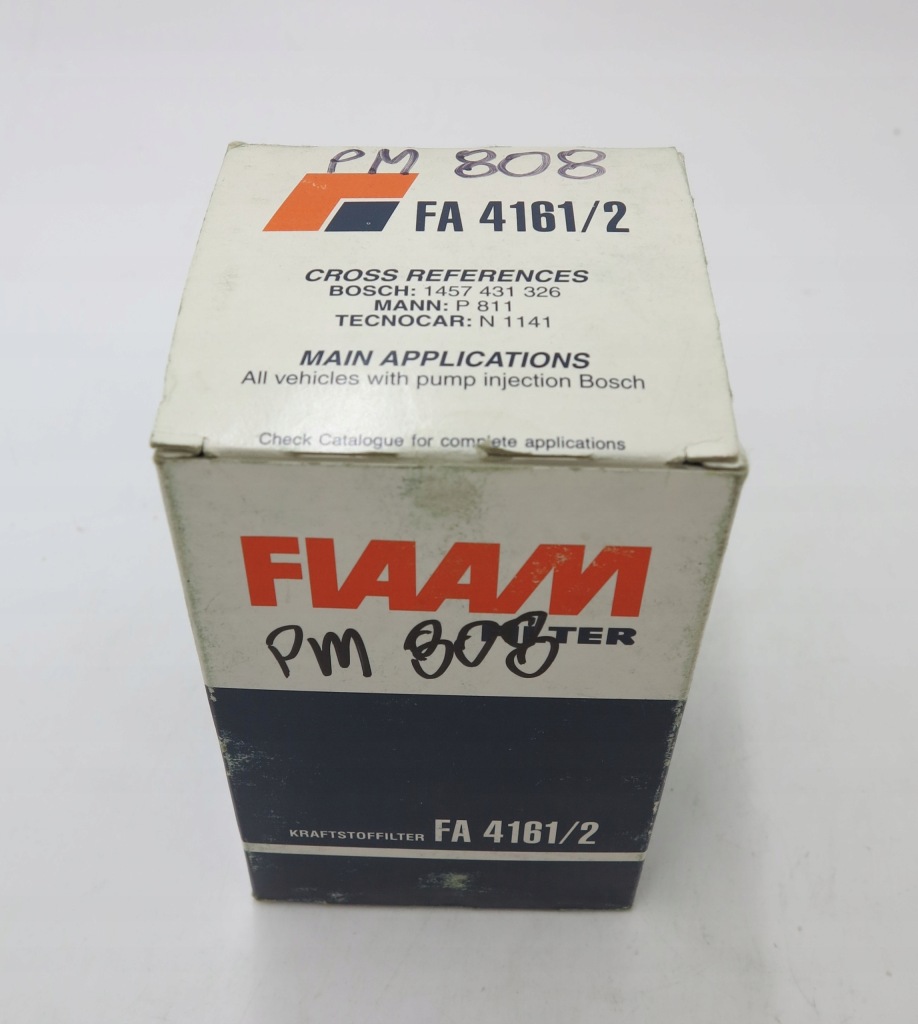 PM 808
FA 4161/2
CROSS REFERENCES
BOSCH: 1457 431 326
MANN: P 811
TECNOCAR: N 1141
MAIN APPLICATIONS
All vehicles with pump injection Bosch
Check Catalogue for complete applications
FIAAM
FILTER
PM 808
KRAFTSTOFFILTER FA 4161/2